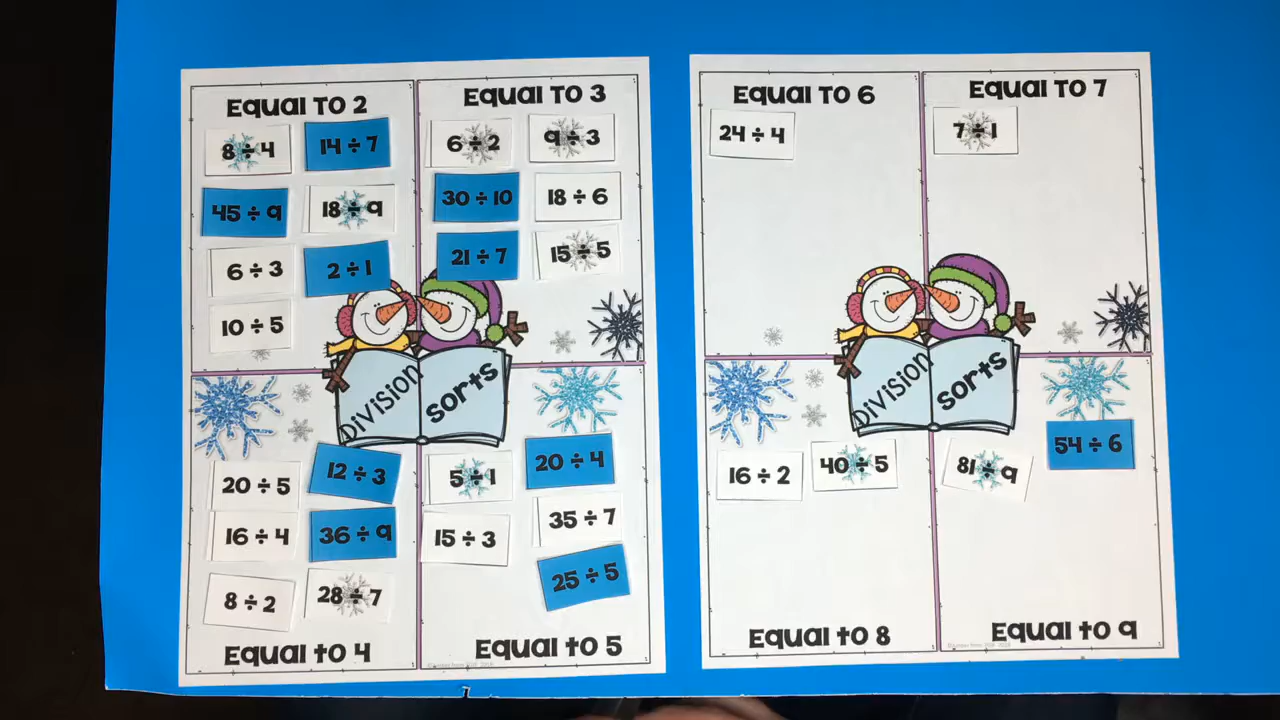 Equal to 2
8 ÷ 4
14 ÷ 7
45 ÷ 9
18 ÷ 9
6 ÷ 3
2 ÷ 1
10 ÷ 5
Equal to 3
6 ÷ 2
9 ÷ 3
30 ÷ 10
18 ÷ 6
21 ÷ 7
15 ÷ 5
Division
Sorts
20 ÷ 5
12 ÷ 3
16 ÷ 4
36 ÷ 9
8 ÷ 2
28 ÷ 7
Equal to 4
5 ÷ 1
20 ÷ 4
15 ÷ 3
35 ÷ 7
25 ÷ 5
Equal to 5
Equal to 6
24 ÷ 4
Equal to 7
7 ÷ 1
Division
Sorts
16 ÷ 2
40 ÷ 5
Equal to 8
81 ÷ 9
54 ÷ 6
Equal to 9